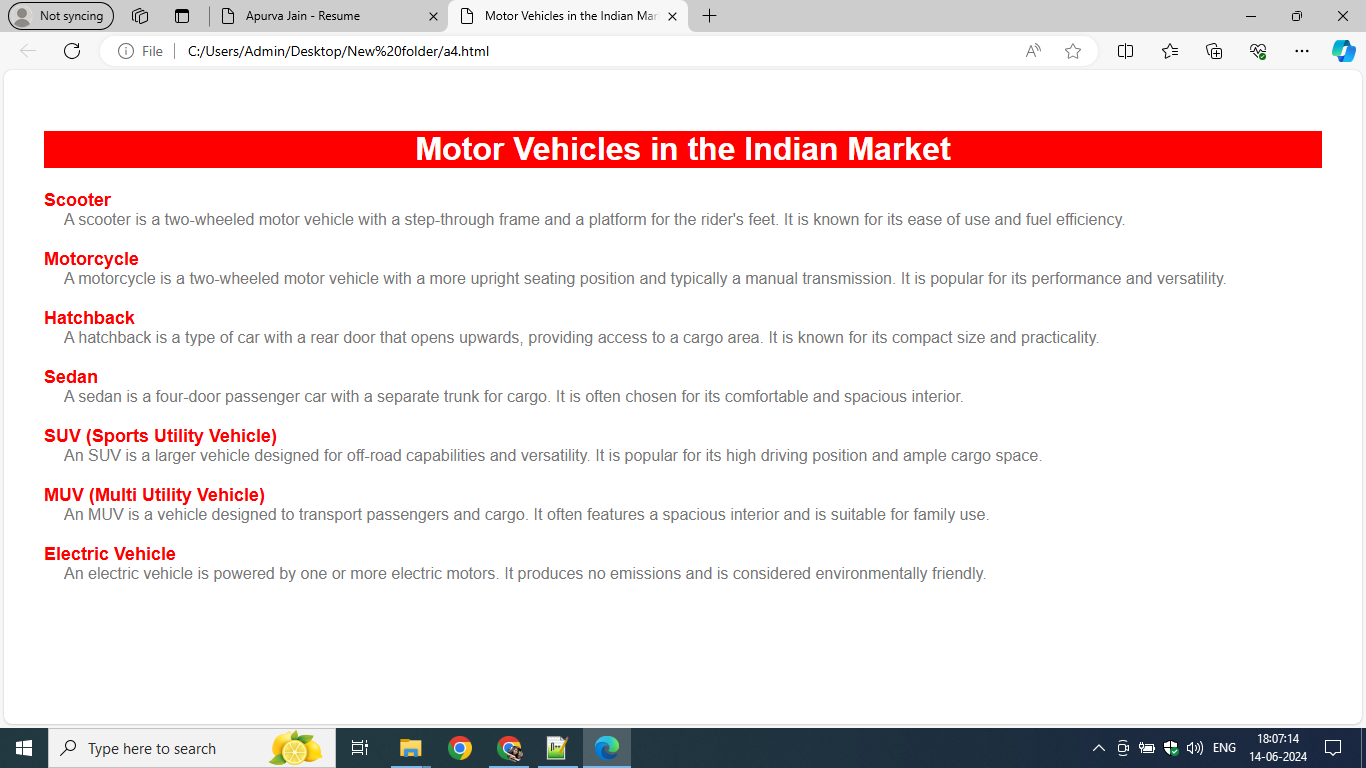 Not syncing
Apurva Jain - Resume
Motor Vehicles in the Indian Mar
File
C:/Users/Admin/Desktop/New%20folder/a4.html
Motor Vehicles in the Indian Market
Scooter
A scooter is a two-wheeled motor vehicle with a step-through frame and a platform for the rider's feet. It is known for its ease of use and fuel efficiency.
Motorcycle
A motorcycle is a two-wheeled motor vehicle with a more upright seating position and typically a manual transmission. It is popular for its performance and versatility.
Hatchback
A hatchback is a type of car with a rear door that opens upwards, providing access to a cargo area. It is known for its compact size and practicality.
Sedan
A sedan is a four-door passenger car with a separate trunk for cargo. It is often chosen for its comfortable and spacious interior.
SUV (Sports Utility Vehicle)
An SUV is a larger vehicle designed for off-road capabilities and versatility. It is popular for its high driving position and ample cargo space.
MUV (Multi Utility Vehicle)
An MUV is a vehicle designed to transport passengers and cargo. It often features a spacious interior and is suitable for family use.
Electric Vehicle
An electric vehicle is powered by one or more electric motors. It produces no emissions and is considered environmentally friendly.
Type here to search
ENG
18:07:14
14-06-2024